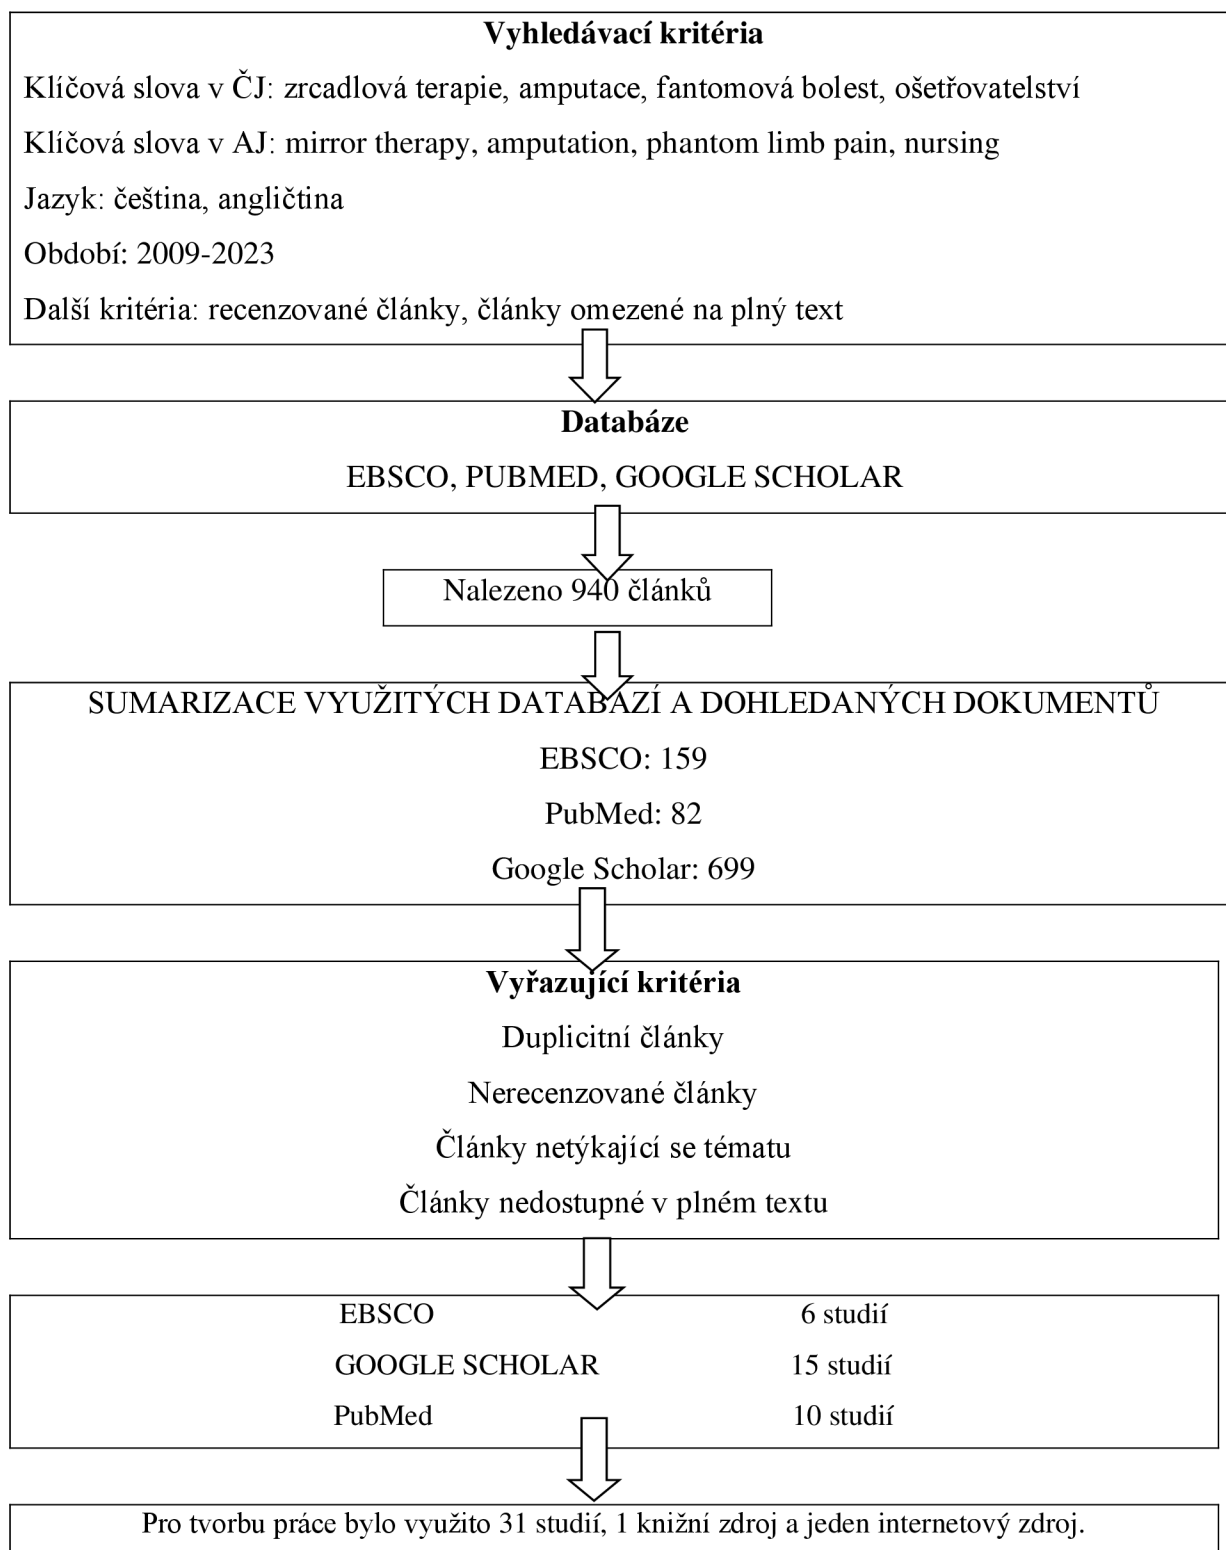 Vyhledávací kritéria
Klíčová slova v ČJ: zrcadlová terapie, amputace, fantomová bolest, ošetřovatelství
Klíčová slova v AJ: mirror therapy, amputation, phantom limb pain, nursing
Jazyk: čeština, angličtina
Období: 2009-2023
Další kritéria: recenzované články, články omezené na plný text
Databáze
EBSCO, PUBMED, GOOGLE SCHOLAR
Nalezeno 940 článků
SUMARIZACE VYUŽITÝCH DATABÁZÍ A DOHLEDANÝCH DOKUMENTŮ
EBSCO: 159
PubMed: 82
Google Scholar: 699
Vyřazující kritéria
Duplicitní články
Nerecenzované články
Články netýkající se tématu
Články nedostupné v plném textu
EBSCO 6 studií
GOOGLE SCHOLAR 15 studií
PubMed 10 studií
Pro tvorbu práce bylo využito 31 studií, 1 knižní zdroj a jeden internetový zdroj.